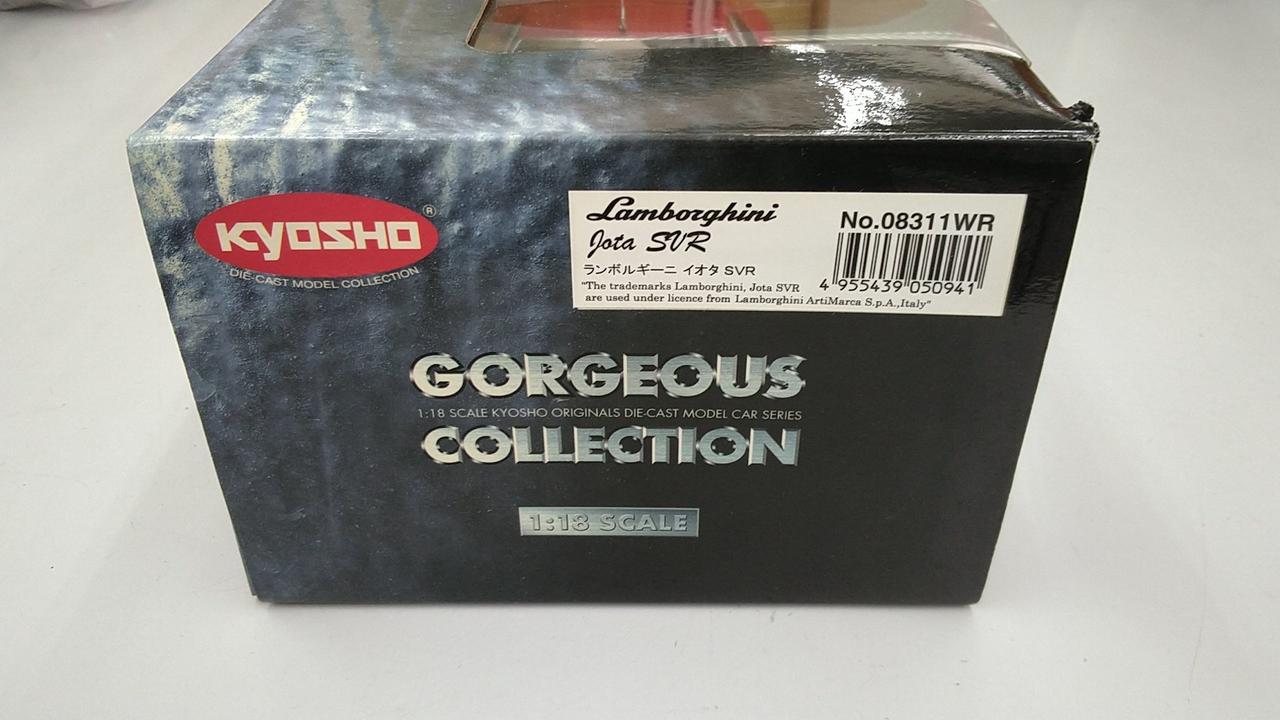 KYOSHO®
DIE-CAST MODEL COLLECTION
Lamborghini
Jota SVR
ランボルギーニ イオタ SVR
"The trademarks Lamborghini, Jota SVR
are used under licence from Lamborghini ArtiMarca S.p.A.,Italy"
No.08311WR
4 955439 050941
GORGEOUS
1:18 SCALE KYOSHO ORIGINALS DIE-CAST MODEL CAR SERIES
COLLECTION
1:18 SCALE